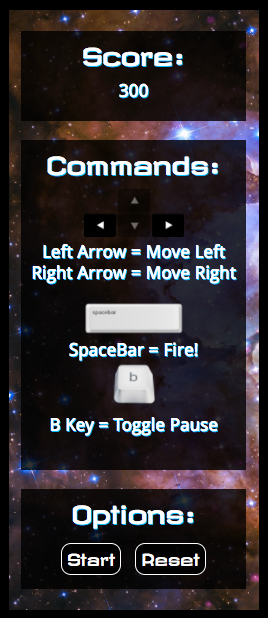 Score:
300
Commands:
Left Arrow = Move Left
Right Arrow = Move Right
spacebar
SpaceBar = Fire!
b
B Key = Toggle Pause
Options:
Start Reset